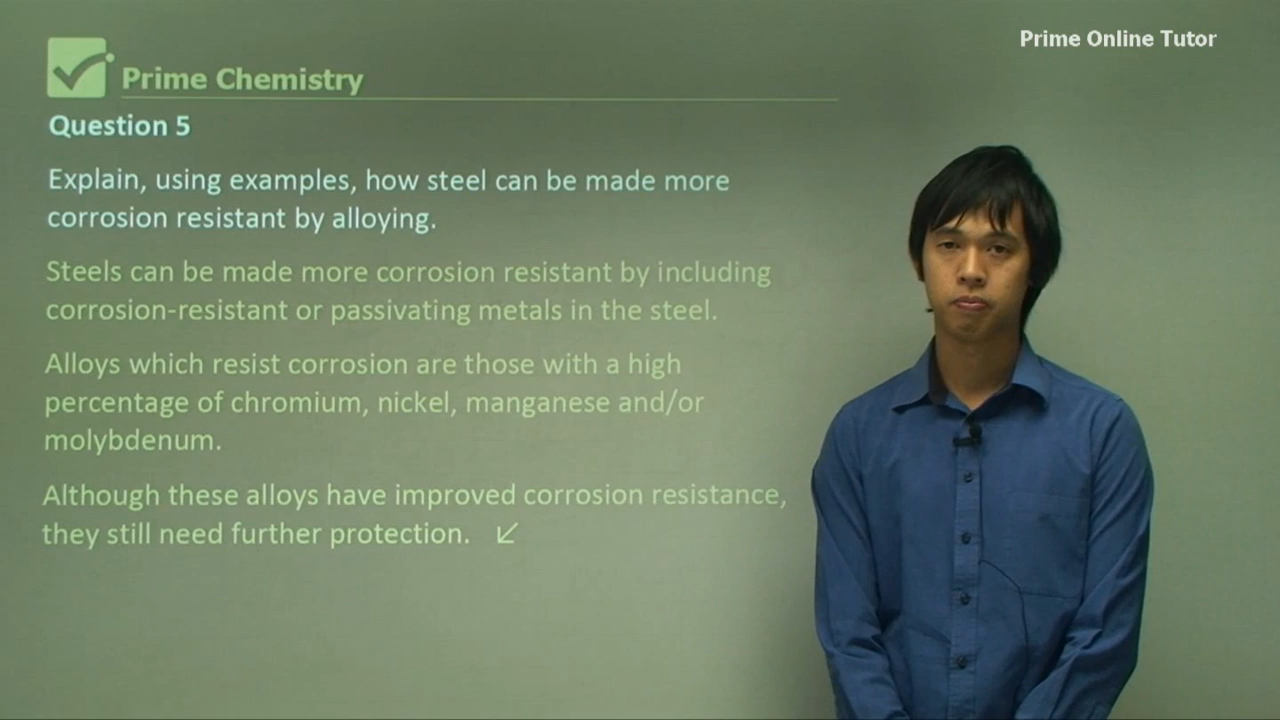 Prime Online Tutor
Prime Chemistry
Question 5
Explain, using examples, how steel can be made more
corrosion resistant by alloying.
Steels can be made more corrosion resistant by including
corrosion-resistant or passivating metals in the steel.
Alloys which resist corrosion are those with a high
percentage of chromium, nickel, manganese and/or
molybdenum.
Although these alloys have improved corrosion resistance,
they still need further protection.